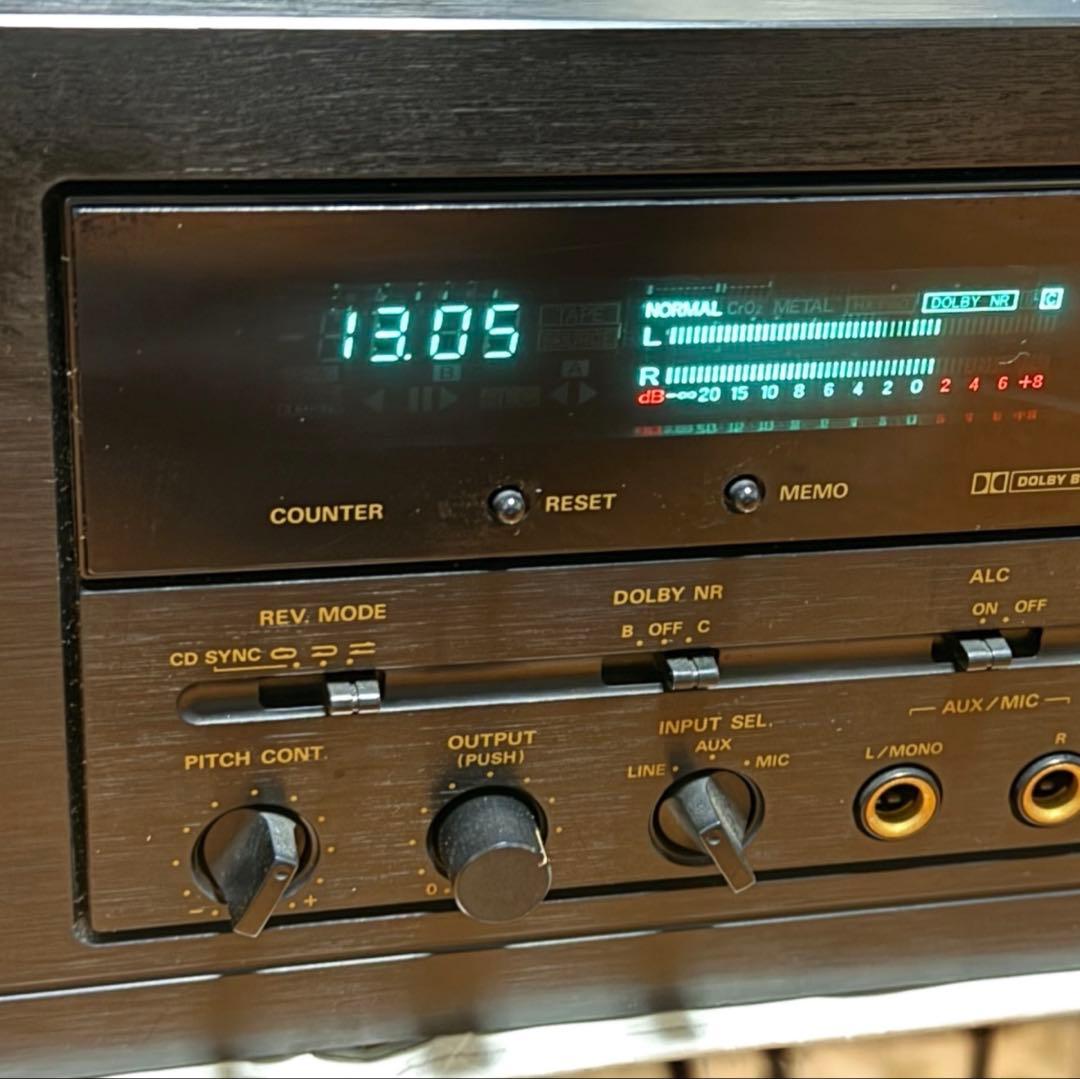 13.05
NORMAL CrO2 METAL DOLBY NR C
L
R
dB -∞ 20 15 10 8 6 4 2 0 2 4 6 +8
TAPE
B A
COUNTER RESET MEMO
DOLBY B
REV. MODE
CD SYNC
DOLBY NR
B OFF C
ALC
ON OFF
PITCH CONT.
- +
OUTPUT
(PUSH)
0
INPUT SEL.
LINE AUX MIC
AUX/MIC
L/MONO R